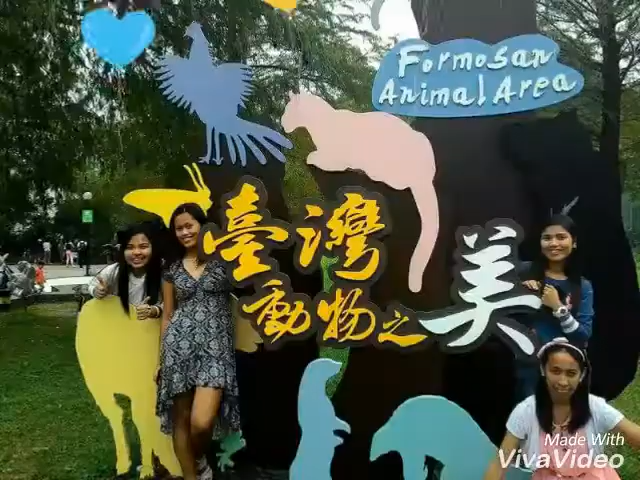 Formosan
Animal Area
臺灣
動物之美
Made With
VivaVideo